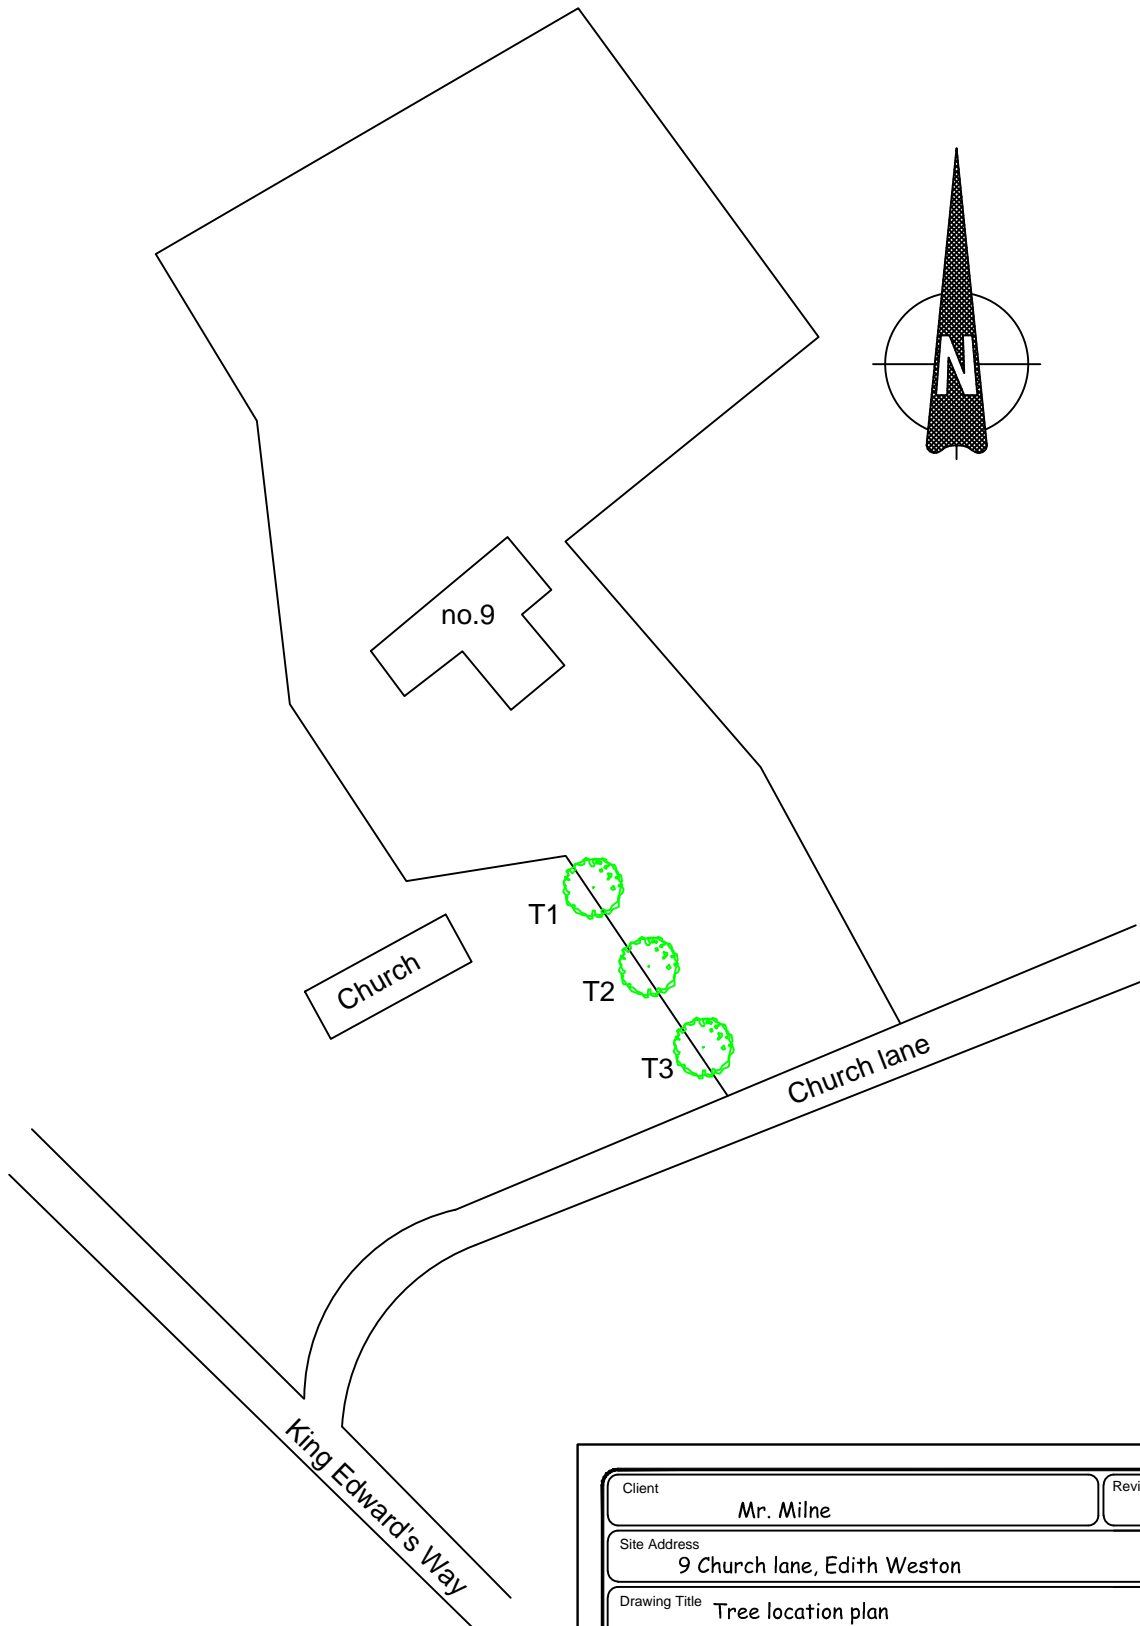 N
no.9
T1
Church
T2
T3
Church lane
King Edward's Way
Client
Mr. Milne
Revi
Site Address
9 Church lane, Edith Weston
Drawing Title
Tree location plan